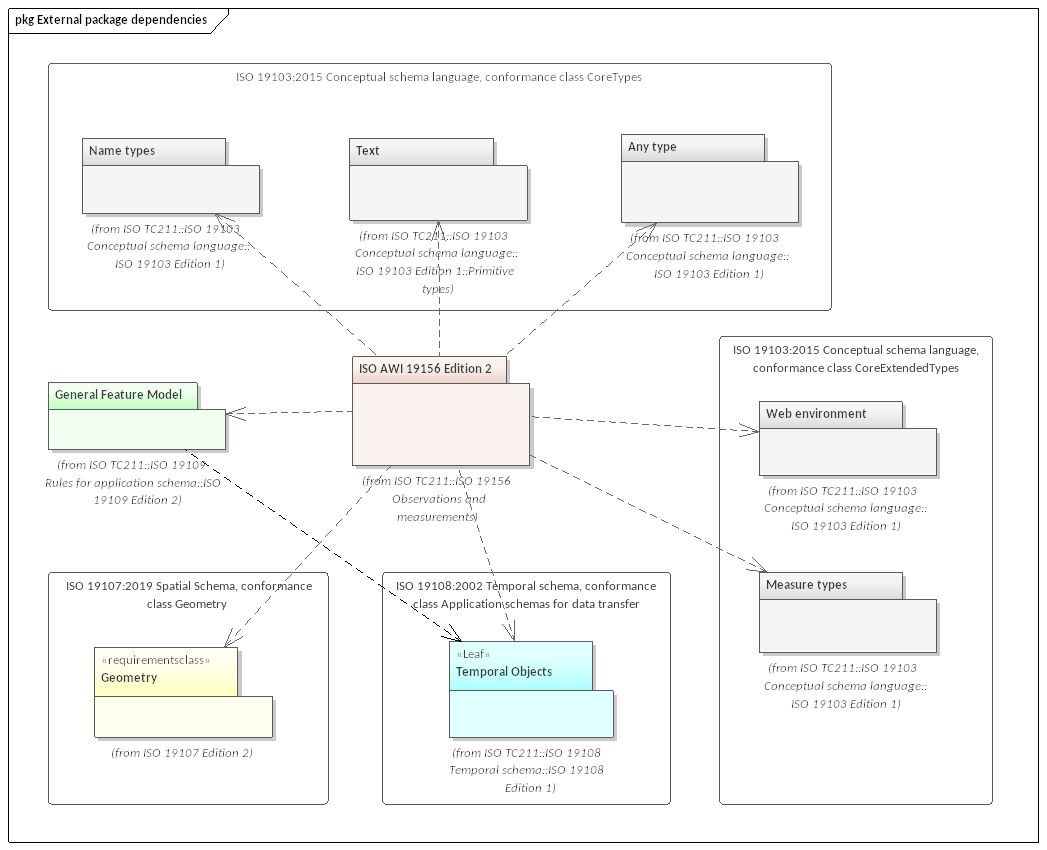 pkg External package dependencies
ISO 19103:2015 Conceptual schema language, conformance class CoreTypes
Name types
(from ISO TC211::ISO 19103
Conceptual schema language::
ISO 19103 Edition 1)
Text
(from ISO TC211::ISO 19103
Conceptual schema language::
ISO 19103 Edition 1::Primitive
types)
Any type
(from ISO TC211::ISO 19103
Conceptual schema language::
ISO 19103 Edition 1)
ISO AWI 19156 Edition 2
(from ISO TC211::ISO 19156
Observations and
measurements)
General Feature Model
(from ISO TC211::ISO 19109
Rules for application schema::ISO
19109 Edition 2)
ISO 19103:2015 Conceptual schema language,
conformance class CoreExtendedTypes
Web environment
(from ISO TC211::ISO 19103
Conceptual schema language::
ISO 19103 Edition 1)
Measure types
(from ISO TC211::ISO 19103
Conceptual schema language::
ISO 19103 Edition 1)
ISO 19107:2019 Spatial Schema, conformance
class Geometry
«requirementsclass»
Geometry
(from ISO 19107 Edition 2)
ISO 19108:2002 Temporal schema, conformance
class Application schemas for data transfer
«Leaf»
Temporal Objects
(from ISO TC211::ISO 19108
Temporal schema::ISO 19108
Edition 1)